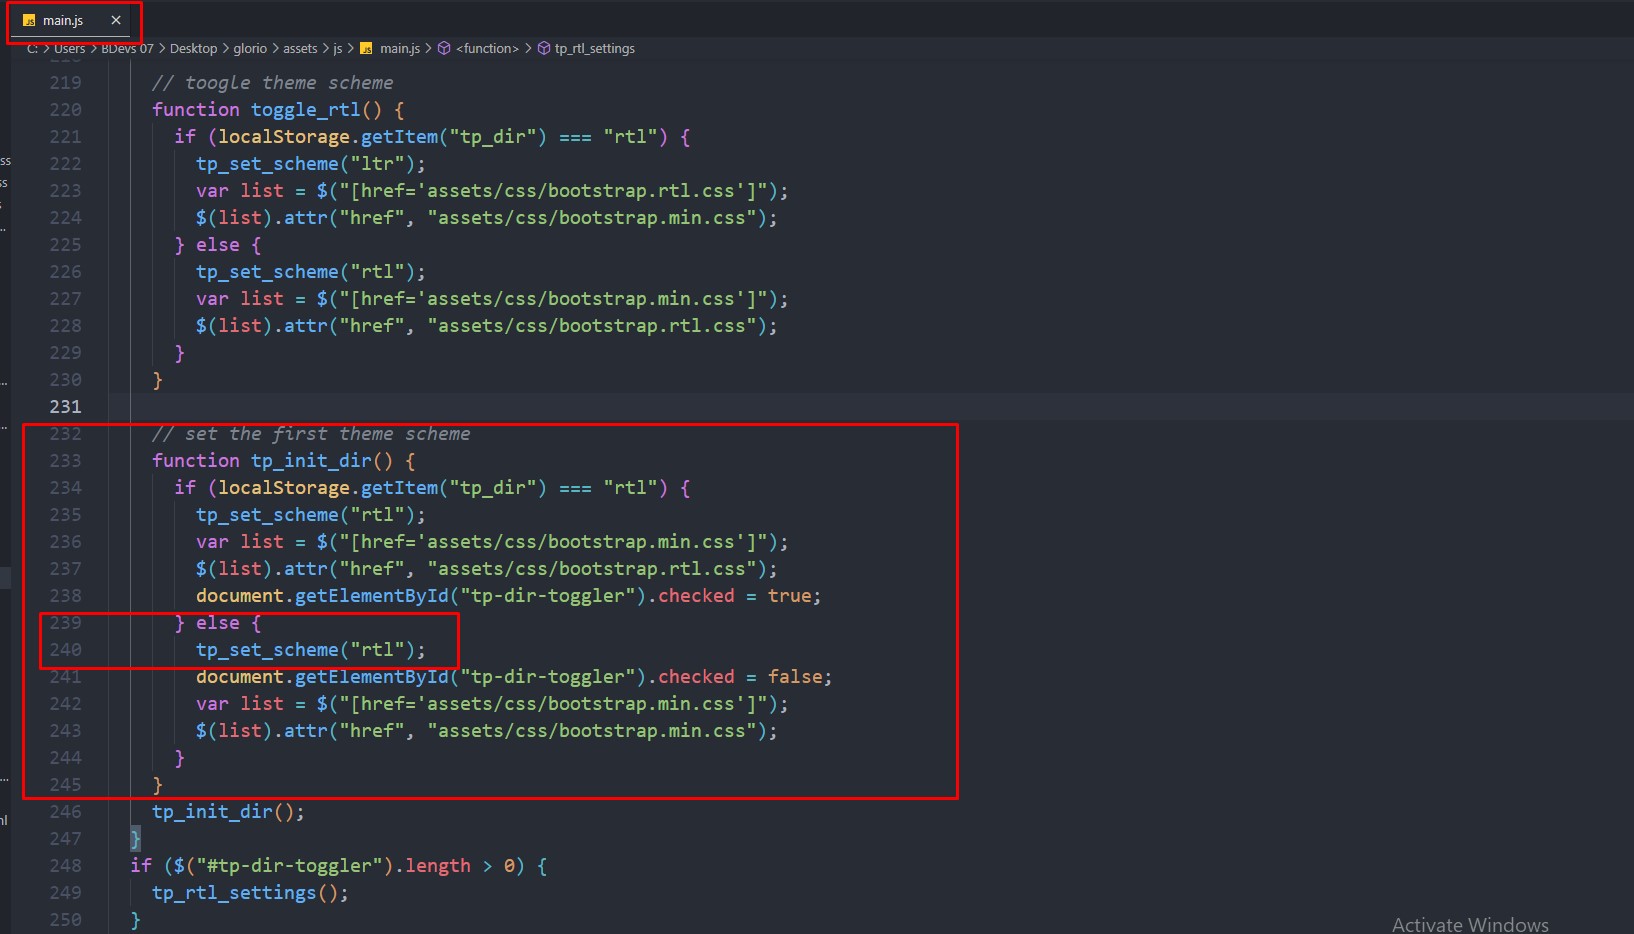 main.js
C: > Users > BDevs 07 > Desktop > glorio > assets > js > main.js > <function> > tp_rtl_settings
219 // toogle theme scheme
220 function toggle_rtl() {
221 if (localStorage.getItem("tp_dir") === "rtl") {
222 tp_set_scheme("ltr");
223 var list = $("[href='assets/css/bootstrap.rtl.css']");
224 $(list).attr("href", "assets/css/bootstrap.min.css");
225 } else {
226 tp_set_scheme("rtl");
227 var list = $("[href='assets/css/bootstrap.min.css']");
228 $(list).attr("href", "assets/css/bootstrap.rtl.css");
229 }
230 }
231
232 // set the first theme scheme
233 function tp_init_dir() {
234 if (localStorage.getItem("tp_dir") === "rtl") {
235 tp_set_scheme("rtl");
236 var list = $("[href='assets/css/bootstrap.min.css']");
237 $(list).attr("href", "assets/css/bootstrap.rtl.css");
238 document.getElementById("tp-dir-toggler").checked = true;
239 } else {
240 tp_set_scheme("rtl");
241 document.getElementById("tp-dir-toggler").checked = false;
242 var list = $("[href='assets/css/bootstrap.min.css']");
243 $(list).attr("href", "assets/css/bootstrap.min.css");
244 }
245 }
246 tp_init_dir();
247 }
248 if ($("#tp-dir-toggler").length > 0) {
249 tp_rtl_settings();
250 }
Activate Windows